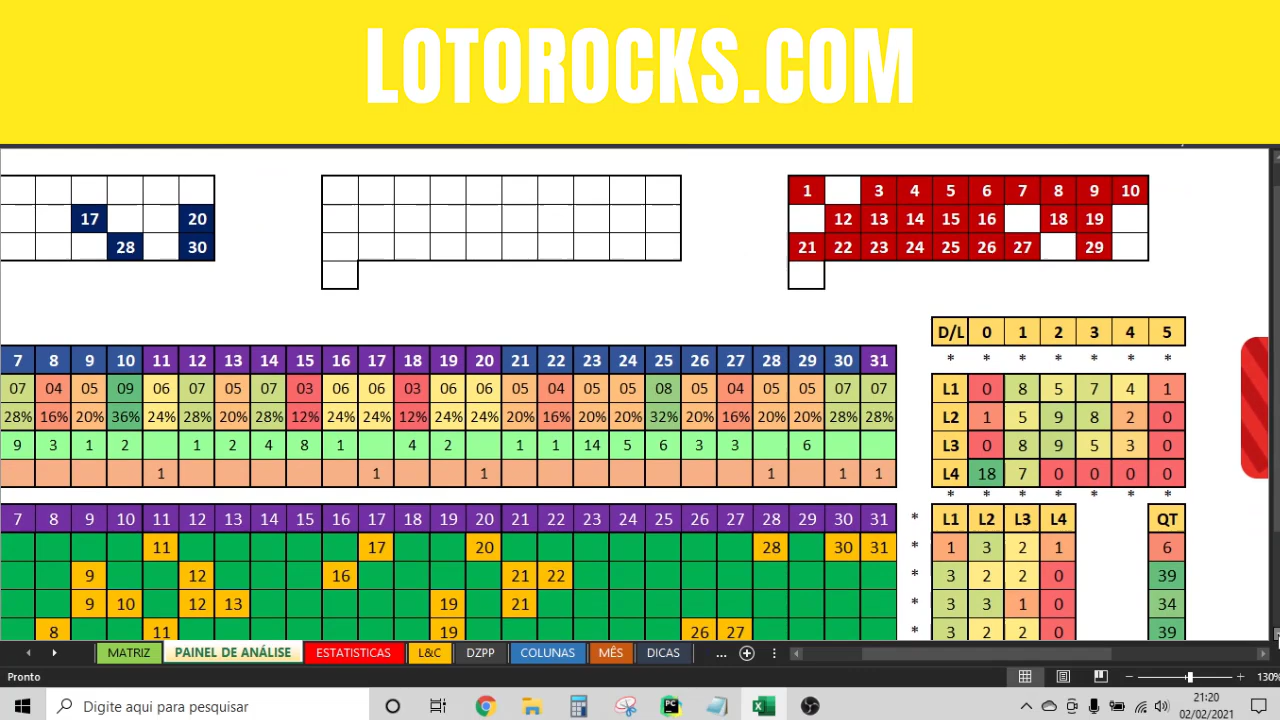 LOTOROCKS.COM
1 3 4 5 6 7 8 9 10
17 20 12 13 14 15 16 18 19
28 30 21 22 23 24 25 26 27 29
D/L 0 1 2 3 4 5
7 8 9 10 11 12 13 14 15 16 17 18 19 20 21 22 23 24 25 26 27 28 29 30 31 * * * * * * *
07 04 05 09 06 07 05 07 03 06 06 03 06 06 05 04 05 05 08 05 04 05 05 07 07 L1 0 8 5 7 4 1
28% 16% 20% 36% 24% 28% 20% 28% 12% 24% 24% 12% 24% 24% 20% 16% 20% 20% 32% 20% 16% 20% 20% 28% 28% L2 1 5 9 8 2 0
9 3 1 2 1 2 4 8 1 4 2 1 1 14 5 6 3 3 6 L3 0 8 9 5 3 0
1 1 1 1 1 1 L4 18 7 0 0 0 0
* * * * * * *
7 8 9 10 11 12 13 14 15 16 17 18 19 20 21 22 23 24 25 26 27 28 29 30 31 * L1 L2 L3 L4 QT
11 17 20 28 30 31 * 1 3 2 1 6
9 12 16 21 22 * 3 2 2 0 39
9 10 12 13 19 21 * 3 3 1 0 34
8 11 19 26 27 * 3 2 2 0 39
MATRIZ PAINEL DE ANÁLISE ESTATISTICAS L&C DZPP COLUNAS MÊS DICAS ...
Pronto 130%
Digite aqui para pesquisar 21:20
02/02/2021